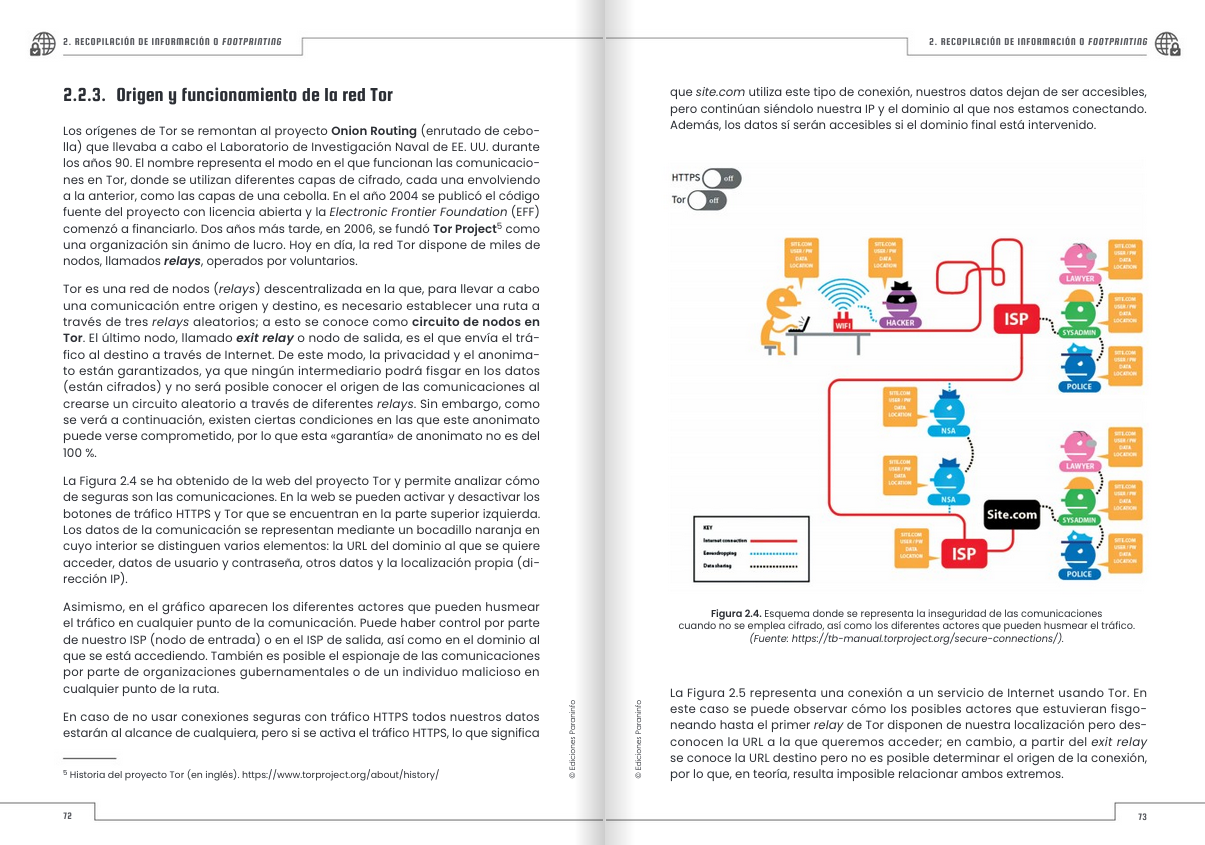 2. RECOPILACIÓN DE INFORMACIÓN O FOOTPRINTING
2.2.3. Origen y funcionamiento de la red Tor
Los orígenes de Tor se remontan al proyecto Onion Routing (enrutado de cebo-
lla) que llevaba a cabo el Laboratorio de Investigación Naval de EE. UU. durante
los años 90. El nombre representa el modo en el que funcionan las comunicacio-
nes en Tor, donde se utilizan diferentes capas de cifrado, cada una envolviendo
a la anterior, como las capas de una cebolla. En el año 2004 se publicó el código
fuente del proyecto con licencia abierta y la Electronic Frontier Foundation (EFF)
comenzó a financiarlo. Dos años más tarde, en 2006, se fundó Tor Project5 como
una organización sin ánimo de lucro. Hoy en día, la red Tor dispone de miles de
nodos, llamados relays, operados por voluntarios.
Tor es una red de nodos (relays) descentralizada en la que, para llevar a cabo
una comunicación entre origen y destino, es necesario establecer una ruta a
través de tres relays aleatorios; a esto se conoce como circuito de nodos en
Tor. El último nodo, llamado exit relay o nodo de salida, es el que envía el trá-
fico al destino a través de Internet. De este modo, la privacidad y el anonima-
to están garantizados, ya que ningún intermediario podrá fisgar en los datos
(están cifrados) y no será posible conocer el origen de las comunicaciones al
crearse un circuito aleatorio a través de diferentes relays. Sin embargo, como
se verá a continuación, existen ciertas condiciones en las que este anonimato
puede verse comprometido, por lo que esta «garantía» de anonimato no es del
100 %.
La Figura 2.4 se ha obtenido de la web del proyecto Tor y permite analizar cómo
de seguras son las comunicaciones. En la web se pueden activar y desactivar los
botones de tráfico HTTPS y Tor que se encuentran en la parte superior izquierda.
Los datos de la comunicación se representan mediante un bocadillo naranja en
cuyo interior se distinguen varios elementos: la URL del dominio al que se quiere
acceder, datos de usuario y contraseña, otros datos y la localización propia (di-
rección IP).
Asimismo, en el gráfico aparecen los diferentes actores que pueden husmear
el tráfico en cualquier punto de la comunicación. Puede haber control por parte
de nuestro ISP (nodo de entrada) o en el ISP de salida, así como en el dominio al
que se está accediendo. También es posible el espionaje de las comunicaciones
por parte de organizaciones gubernamentales o de un individuo malicioso en
cualquier punto de la ruta.
En caso de no usar conexiones seguras con tráfico HTTPS todos nuestros datos
estarán al alcance de cualquiera, pero si se activa el tráfico HTTPS, lo que significa
5 Historia del proyecto Tor (en inglés). https://www.torproject.org/about/history/
© Ediciones Paraninfo
72
2. RECOPILACIÓN DE INFORMACIÓN O FOOTPRINTING
que site.com utiliza este tipo de conexión, nuestros datos dejan de ser accesibles,
pero continúan siéndolo nuestra IP y el dominio al que nos estamos conectando.
Además, los datos sí serán accesibles si el dominio final está intervenido.
HTTPS off
Tor off
SITE.COM
USER / PW
DATA
LOCATION
SITE.COM
USER / PW
DATA
LOCATION
WIFI
HACKER
ISP
SITE.COM
USER / PW
DATA
LOCATION
LAWYER
SITE.COM
USER / PW
DATA
LOCATION
SYSADMIN
SITE.COM
USER / PW
DATA
LOCATION
POLICE
SITE.COM
USER / PW
DATA
LOCATION
NSA
SITE.COM
USER / PW
DATA
LOCATION
NSA
SITE.COM
USER / PW
DATA
LOCATION
LAWYER
SITE.COM
USER / PW
DATA
LOCATION
SYSADMIN
SITE.COM
USER / PW
DATA
LOCATION
POLICE
Site.com
SITE.COM
USER / PW
DATA
LOCATION
ISP
KEY
Internet connection
Eavesdropping
Data sharing
Figura 2.4. Esquema donde se representa la inseguridad de las comunicaciones
cuando no se emplea cifrado, así como los diferentes actores que pueden husmear el tráfico.
(Fuente: https://tb-manual.torproject.org/secure-connections/).
La Figura 2.5 representa una conexión a un servicio de Internet usando Tor. En
este caso se puede observar cómo los posibles actores que estuvieran fisgo-
neando hasta el primer relay de Tor disponen de nuestra localización pero des-
conocen la URL a la que queremos acceder; en cambio, a partir del exit relay
se conoce la URL destino pero no es posible determinar el origen de la conexión,
por lo que, en teoría, resulta imposible relacionar ambos extremos.
© Ediciones Paraninfo
73